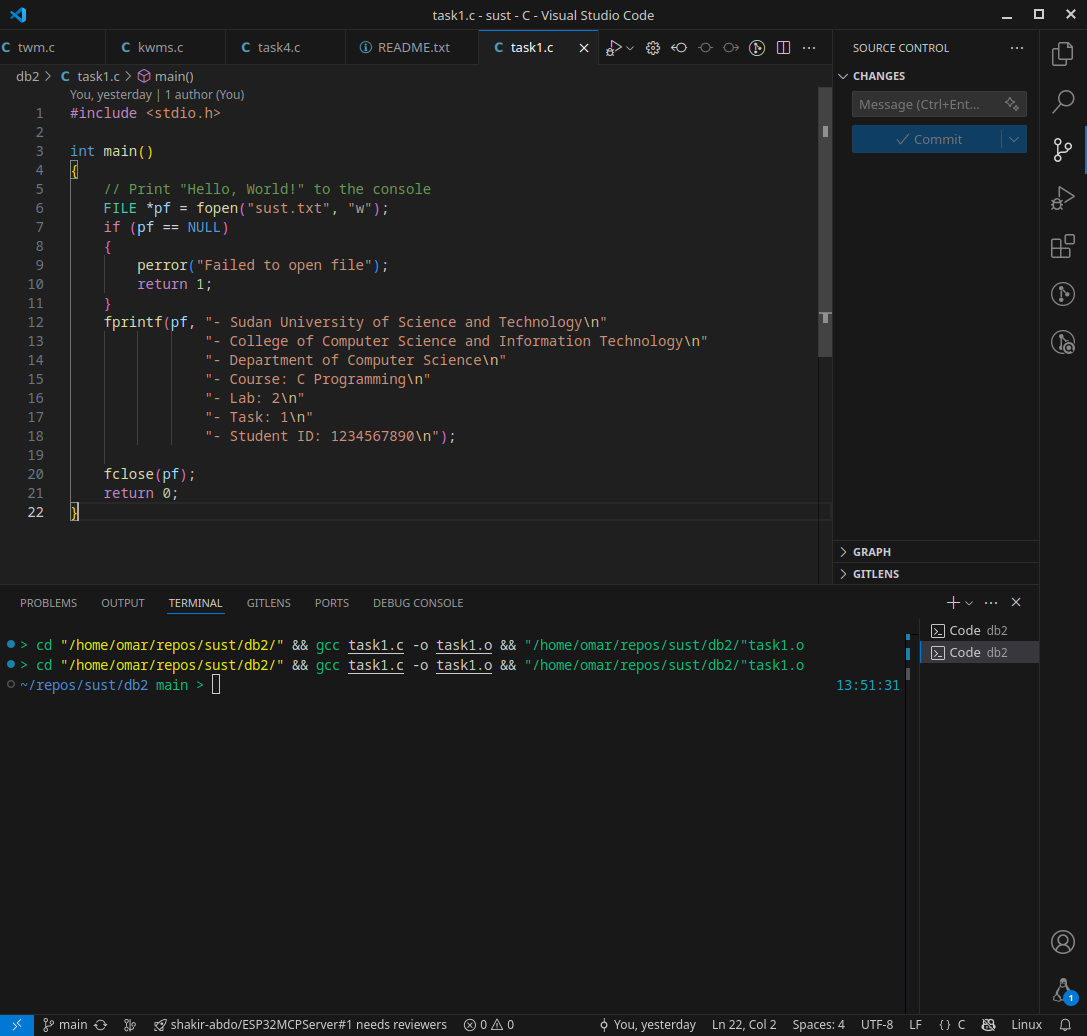 task1.c - sust - C - Visual Studio Code
C twm.c C kwms.c C task4.c README.txt C task1.c
db2 > C task1.c > main()
You, yesterday | 1 author (You)
1 #include <stdio.h>
2
3 int main()
4 {
5 // Print "Hello, World!" to the console
6 FILE *pf = fopen("sust.txt", "w");
7 if (pf == NULL)
8 {
9 perror("Failed to open file");
10 return 1;
11 }
12 fprintf(pf, "- Sudan University of Science and Technology\n"
13 "- College of Computer Science and Information Technology\n"
14 "- Department of Computer Science\n"
15 "- Course: C Programming\n"
16 "- Lab: 2\n"
17 "- Task: 1\n"
18 "- Student ID: 1234567890\n");
19
20 fclose(pf);
21 return 0;
22 }
SOURCE CONTROL
CHANGES
Message (Ctrl+Ent...
Commit
GRAPH
GITLENS
PROBLEMS OUTPUT TERMINAL GITLENS PORTS DEBUG CONSOLE
> cd "/home/omar/repos/sust/db2/" && gcc task1.c -o task1.o && "/home/omar/repos/sust/db2/"task1.o
> cd "/home/omar/repos/sust/db2/" && gcc task1.c -o task1.o && "/home/omar/repos/sust/db2/"task1.o
~/repos/sust/db2 main > 13:51:31
Code db2
Code db2
1
main shakir-abdo/ESP32MCPServer#1 needs reviewers 0 0 You, yesterday Ln 22, Col 2 Spaces: 4 UTF-8 LF {} C Linux